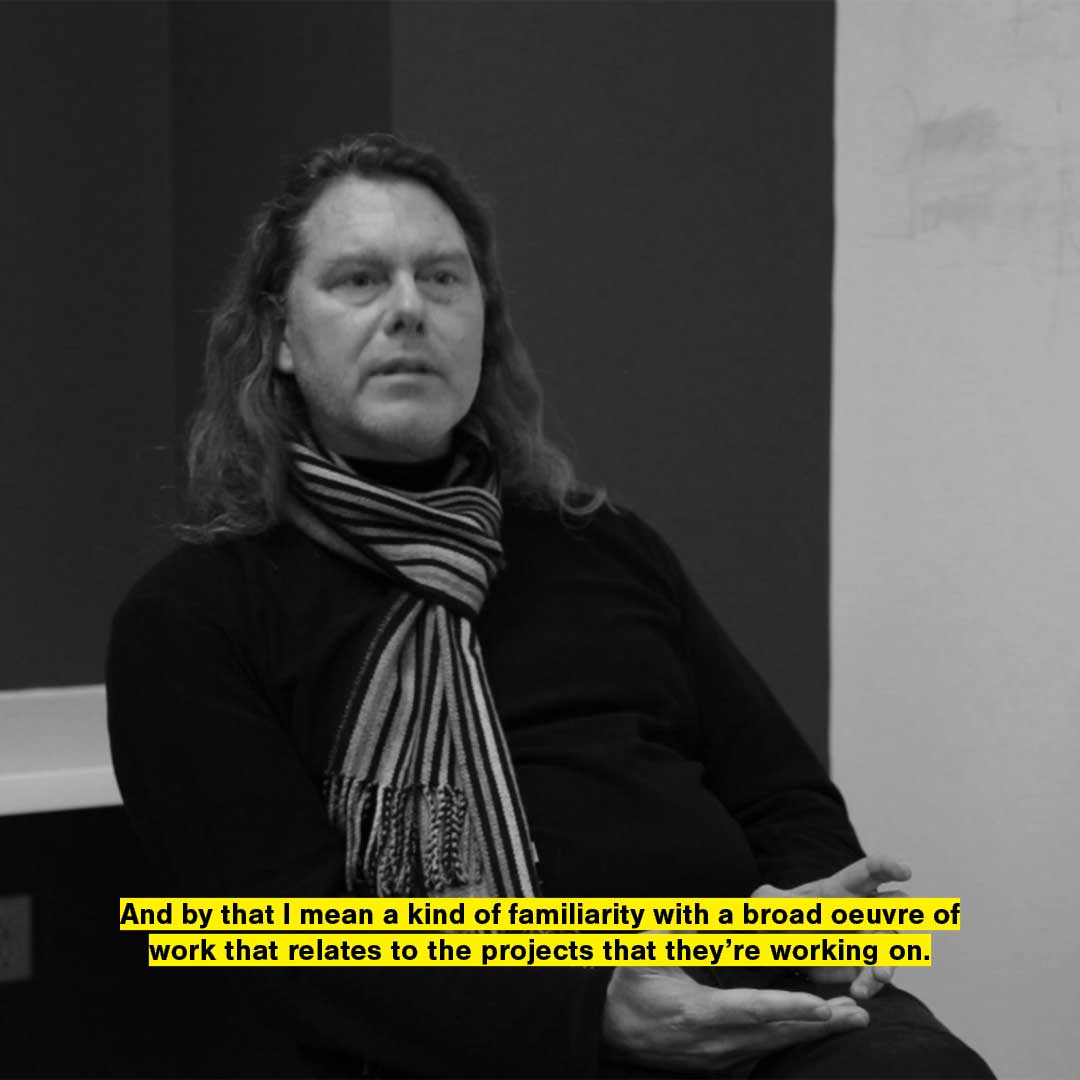 And by that I mean a kind of familiarity with a broad oeuvre of
work that relates to the projects that they’re working on.